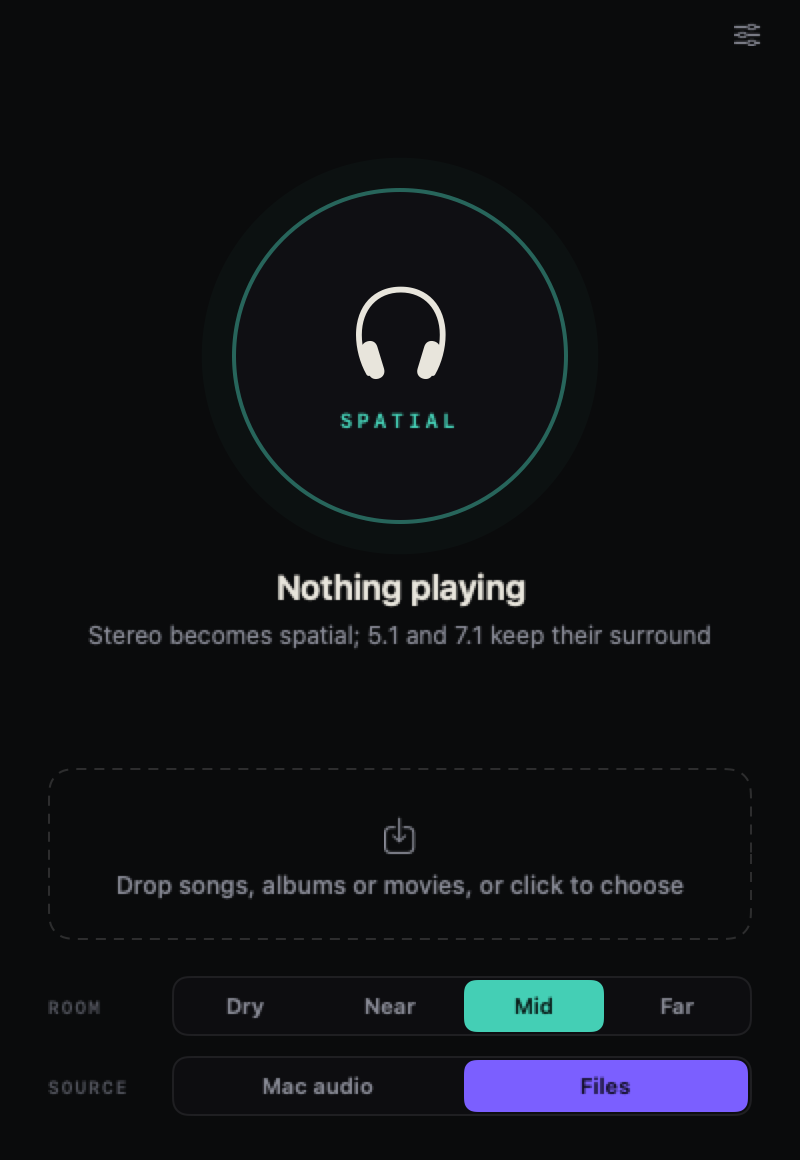 SPATIAL
Nothing playing
Stereo becomes spatial; 5.1 and 7.1 keep their surround
Drop songs, albums or movies, or click to choose
ROOM Dry Near Mid Far
SOURCE Mac audio Files